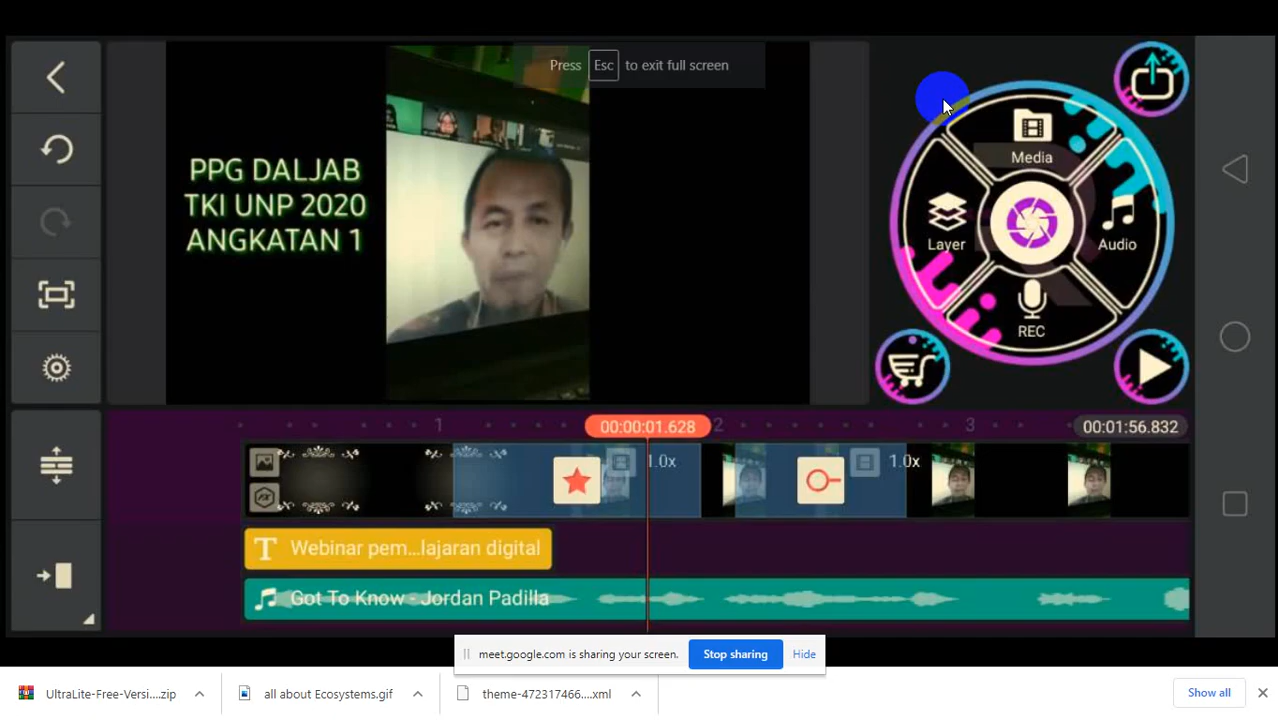 Press Esc to exit full screen
PPG DALJAB
TKI UNP 2020
ANGKATAN 1
Media
Layer
Audio
REC
1
00:00:01.628
2
3
00:01:56.832
1.0x
1.0x
T Webinar pem...lajaran digital
Got To Know - Jordan Padilla
meet.google.com is sharing your screen.
Stop sharing
Hide
UltraLite-Free-Versi....zip
all about Ecosystems.gif
theme-472317466....xml
Show all